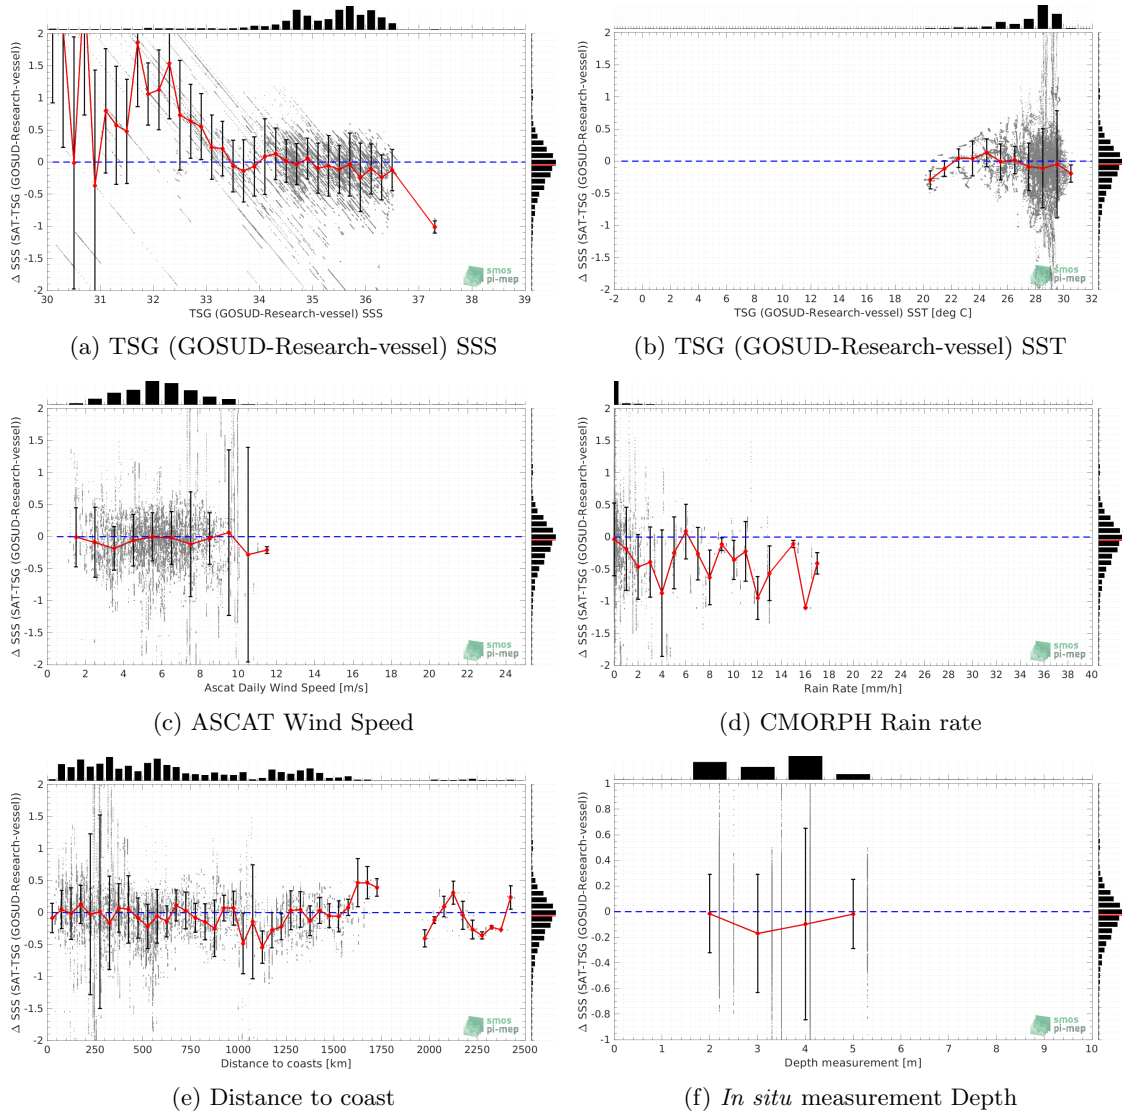 Δ SSS (SAT-TSG (GOSUD-Research-vessel))
2
1.5
1
0.5
0
-0.5
-1
-1.5
-2
30 31 32 33 34 35 36 37 38 39
TSG (GOSUD-Research-vessel) SSS
smos
pi-mep
(a) TSG (GOSUD-Research-vessel) SSS
Δ SSS (SAT-TSG (GOSUD-Research-vessel))
2
1.5
1
0.5
0
-0.5
-1
-1.5
-2
-2 0 2 4 6 8 10 12 14 16 18 20 22 24 26 28 30 32
TSG (GOSUD-Research-vessel) SST [deg C]
smos
pi-mep
(b) TSG (GOSUD-Research-vessel) SST
Δ SSS (SAT-TSG (GOSUD-Research-vessel))
2
1.5
1
0.5
0
-0.5
-1
-1.5
-2
0 2 4 6 8 10 12 14 16 18 20 22 24
Ascat Daily Wind Speed [m/s]
smos
pi-mep
(c) ASCAT Wind Speed
Δ SSS (SAT-TSG (GOSUD-Research-vessel))
2
1.5
1
0.5
0
-0.5
-1
-1.5
-2
0 2 4 6 8 10 12 14 16 18 20 22 24 26 28 30 32 34 36 38 40
Rain Rate [mm/h]
smos
pi-mep
(d) CMORPH Rain rate
Δ SSS (SAT-TSG (GOSUD-Research-vessel))
2
1.5
1
0.5
0
-0.5
-1
-1.5
-2
0 250 500 750 1000 1250 1500 1750 2000 2250 2500
Distance to coasts [km]
smos
pi-mep
(e) Distance to coast
Δ SSS (SAT-TSG (GOSUD-Research-vessel))
1
0.8
0.6
0.4
0.2
0
-0.2
-0.4
-0.6
-0.8
-1
0 1 2 3 4 5 6 7 8 9 10
Depth measurement [m]
smos
pi-mep
(f) In situ measurement Depth